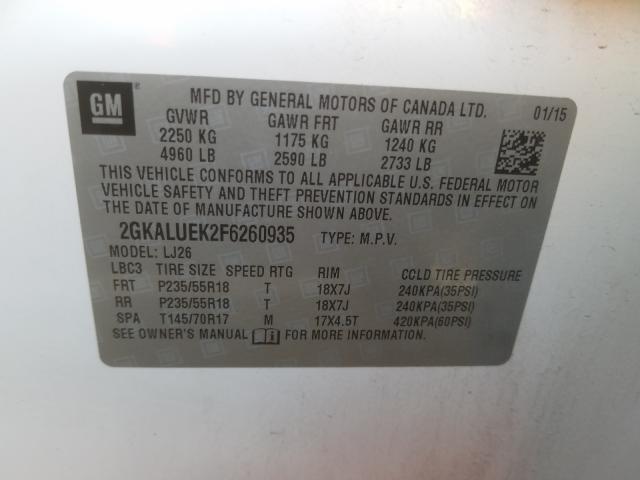 GM
MFD BY GENERAL MOTORS OF CANADA LTD. 01/15
GVWR GAWR FRT GAWR RR
2250 KG 1175 KG 1240 KG
4960 LB 2590 LB 2733 LB
THIS VEHICLE CONFORMS TO ALL APPLICABLE U.S. FEDERAL MOTOR
VEHICLE SAFETY AND THEFT PREVENTION STANDARDS IN EFFECT ON
THE DATE OF MANUFACTURE SHOWN ABOVE.
2GKALUEK2F6260935 TYPE: M.P.V.
MODEL: LJ26
LBC3 TIRE SIZE SPEED RTG RIM COLD TIRE PRESSURE
FRT P235/55R18 T 18X7J 240KPA(35PSI)
RR P235/55R18 T 18X7J 240KPA(35PSI)
SPA T145/70R17 M 17X4.5T 420KPA(60PSI)
SEE OWNER'S MANUAL FOR MORE INFORMATION.